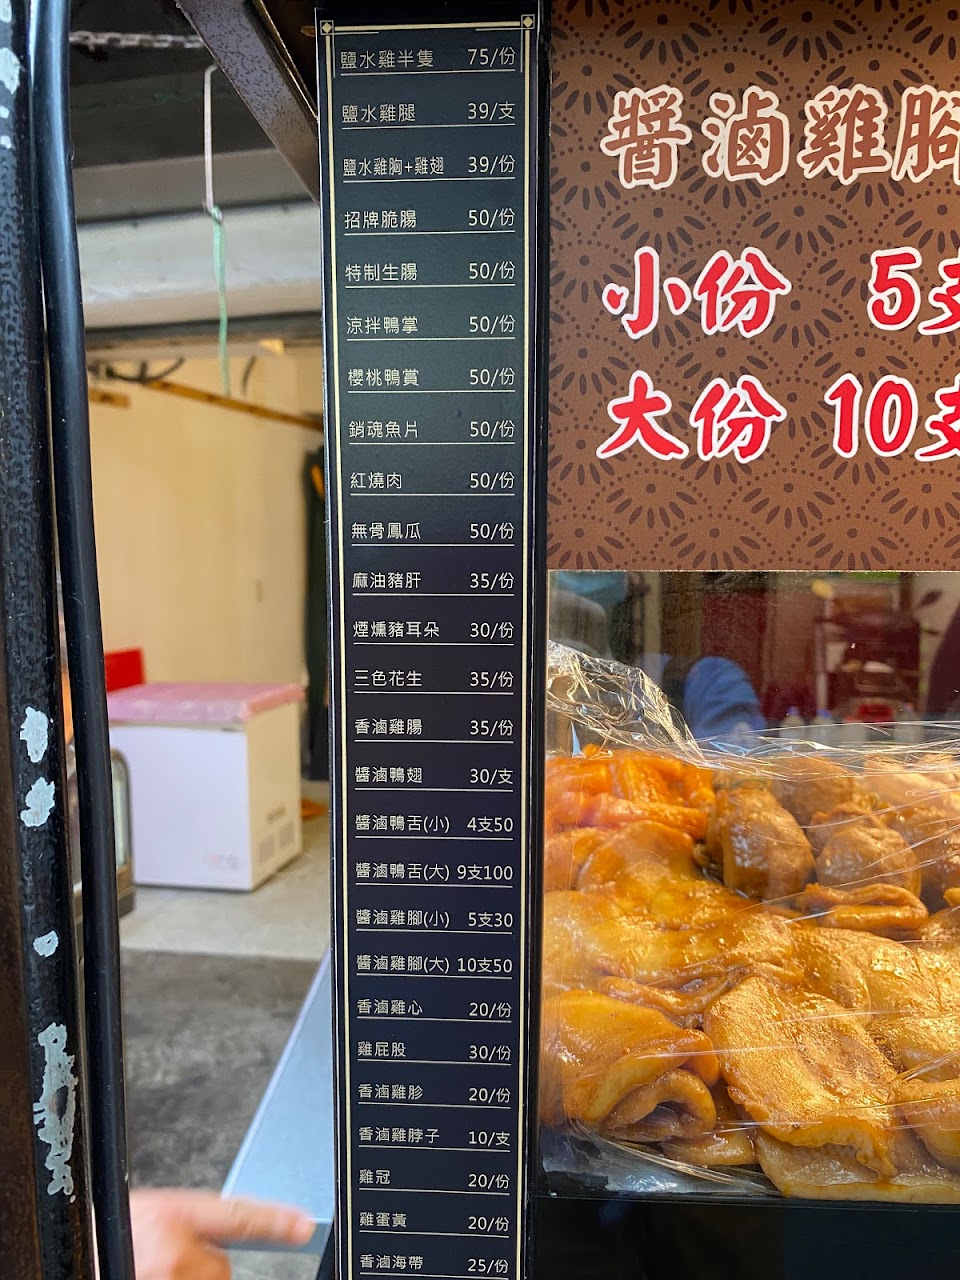 鹽水雞半隻 75/份
鹽水雞腿 39/支
鹽水雞胸+雞翅 39/份
招牌脆腸 50/份
特制生腸 50/份
涼拌鴨掌 50/份
櫻桃鴨賞 50/份
銷魂魚片 50/份
紅燒肉 50/份
無骨鳳瓜 50/份
麻油豬肝 35/份
煙燻豬耳朵 30/份
三色花生 35/份
香滷雞腸 35/份
醬滷鴨翅 30/支
醬滷鴨舌(小) 4支50
醬滷鴨舌(大) 9支100
醬滷雞腳(小) 5支30
醬滷雞腳(大) 10支50
香滷雞心 20/份
雞屁股 30/份
香滷雞胗 20/份
香滷雞脖子 10/支
雞冠 20/份
雞蛋黃 20/份
香滷海帶 25/份
醬滷雞腳
小份 5支
大份 10支